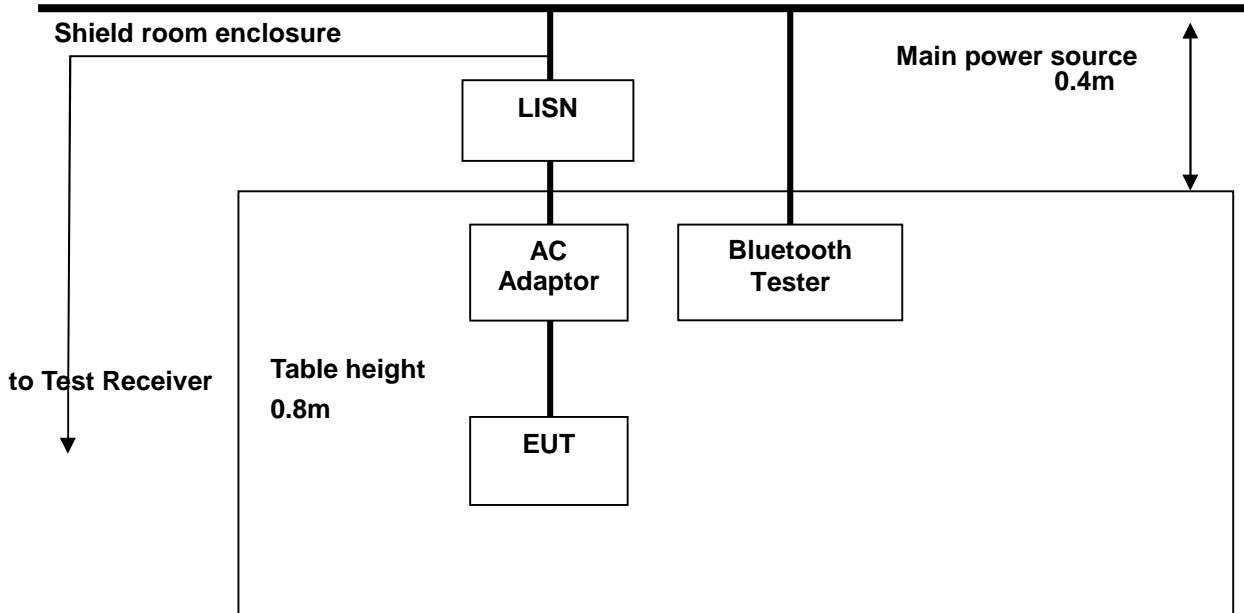 Shield room enclosure
Main power source
0.4m
LISN
AC
Adaptor
Bluetooth
Tester
Table height
0.8m
to Test Receiver
EUT